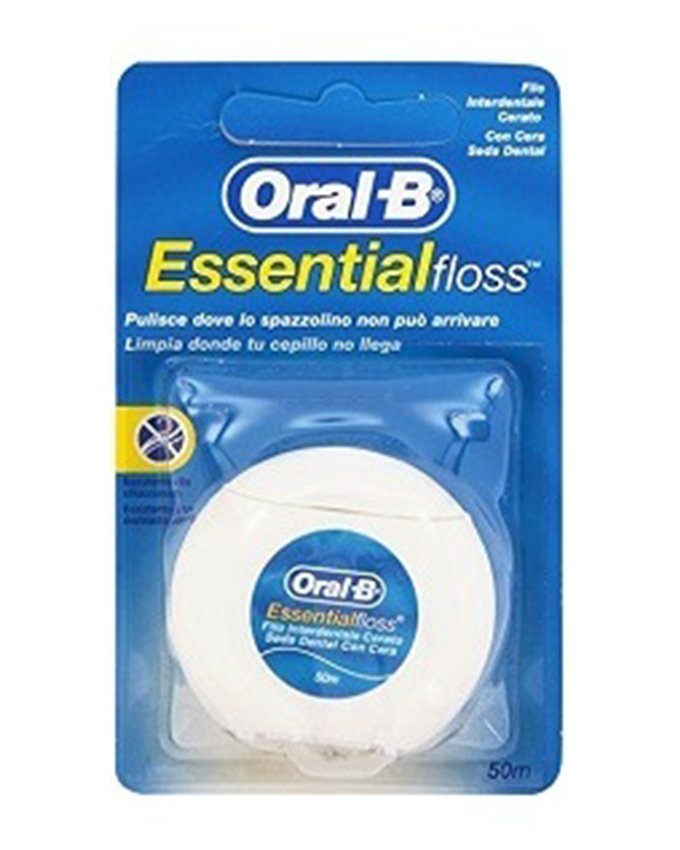 Filo
Interdentale
Cerato
Con Cera
Seda Dental
Oral-B®
Essentialfloss™
Pulisce dove lo spazzolino non può arrivare
Limpia donde tu cepillo no llega
Oral-B
Essentialfloss®
Filo Interdentale Cerato
Seda Dental Con Cera
50m
50m